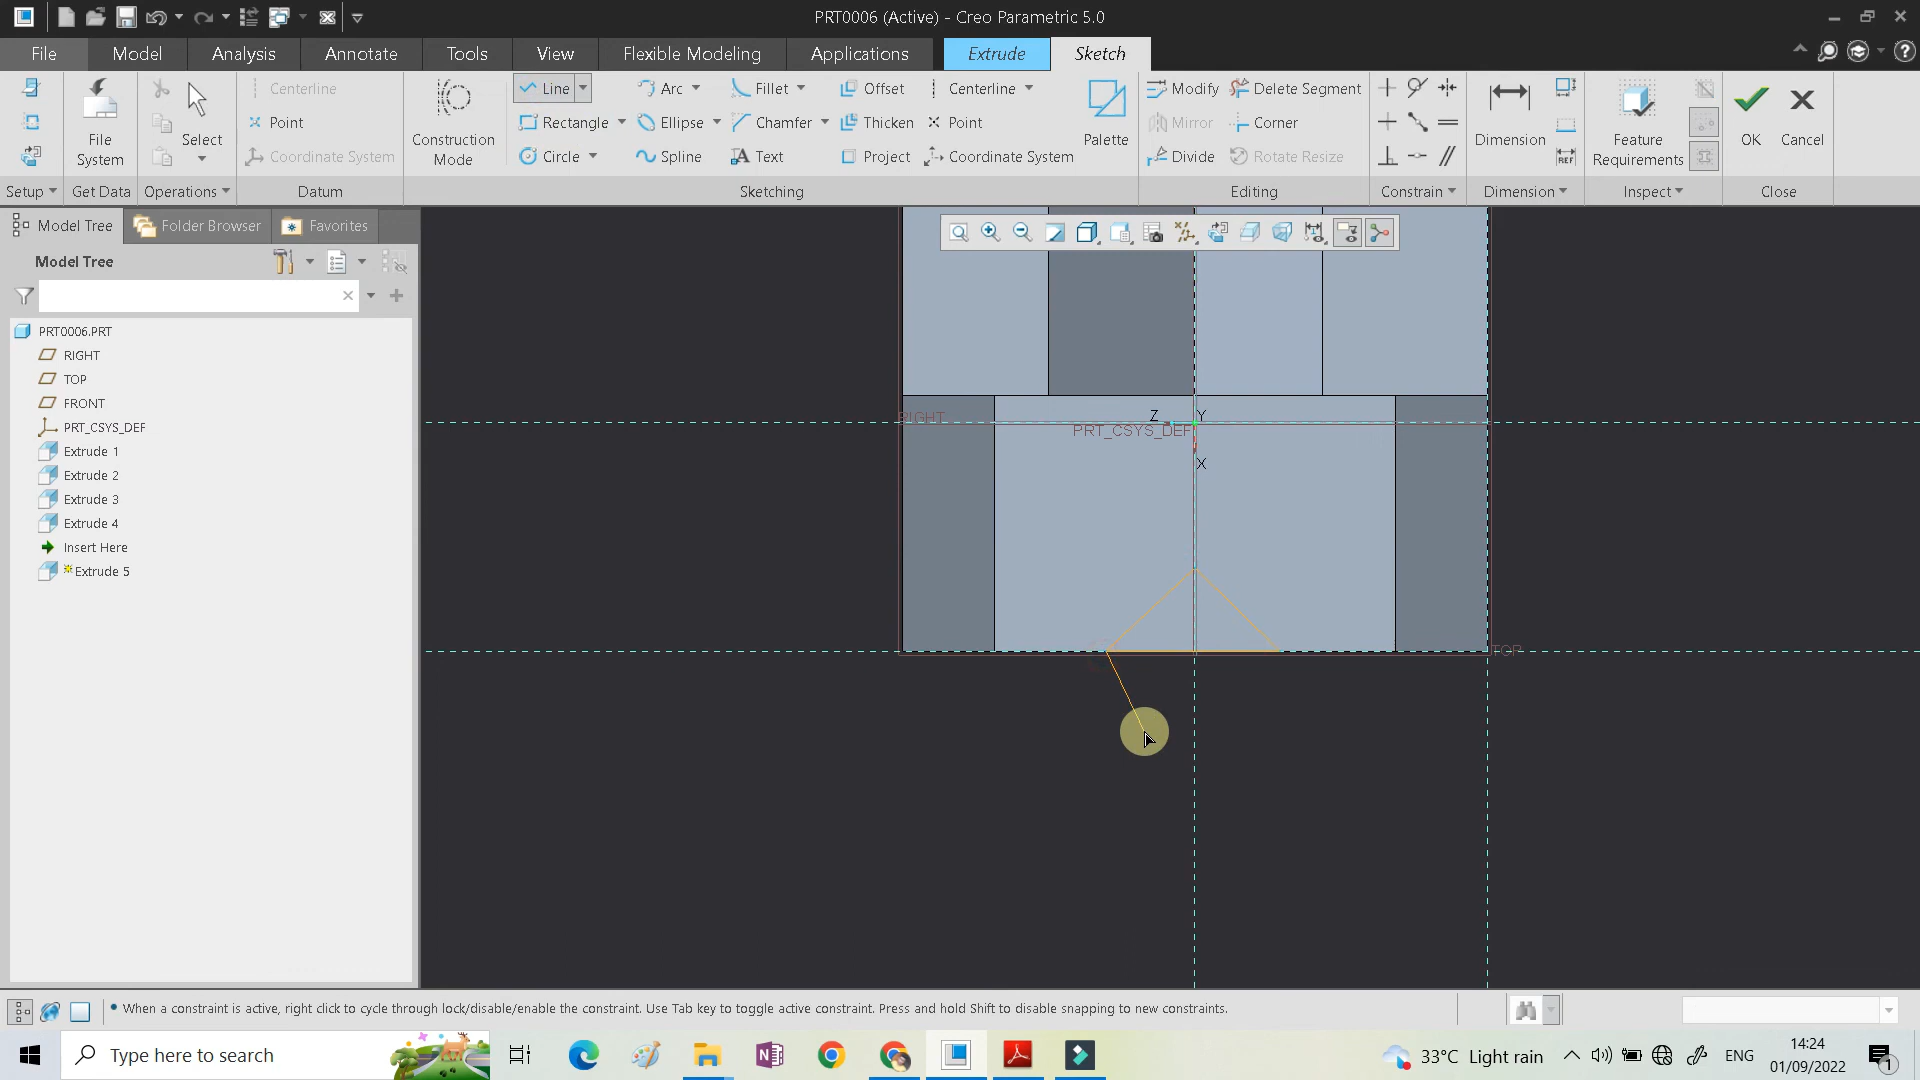 PRT0006 (Active) - Creo Parametric 5.0
File Model Analysis Annotate Tools View Flexible Modeling Applications Extrude Sketch
Line Arc Fillet Offset Centerline Modify Delete Segment
Centerline
Rectangle Ellipse Chamfer Thicken Point Mirror Corner
Point
Circle Spline Text Project Coordinate System Divide Rotate Resize
Coordinate System
File System
Select
Construction Mode
Palette
Dimension
Feature Requirements
OK
Cancel
Setup Get Data Operations Datum Sketching Editing Constrain Dimension Inspect Close
Model Tree Folder Browser Favorites
Model Tree
PRT0006.PRT
RIGHT
TOP
FRONT
PRT_CSYS_DEF
Extrude 1
Extrude 2
Extrude 3
Extrude 4
Insert Here
Extrude 5
RIGHT
Z Y
PRT_CSYS_DEF
X
TOP
• When a constraint is active, right click to cycle through lock/disable/enable the constraint. Use Tab key to toggle active constraint. Press and hold Shift to disable snapping to new constraints.
Type here to search
33°C Light rain
ENG
14:24
01/09/2022
1